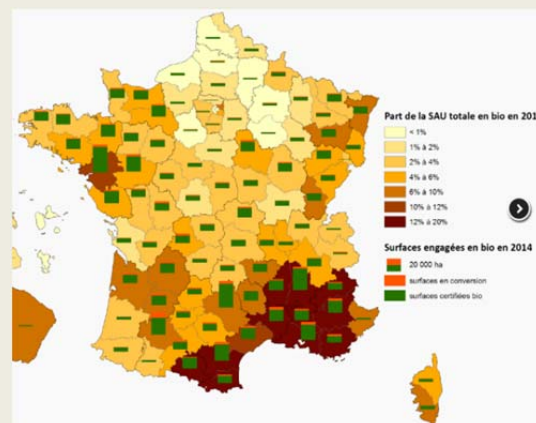 Part de la SAU totale en bio en 201
< 1%
1% à 2%
2% à 4%
4% à 6%
6% à 10%
10% à 12%
12% à 20%
Surfaces engagées en bio en 2014
20 000 ha
surfaces en conversion
surfaces certifiées bio